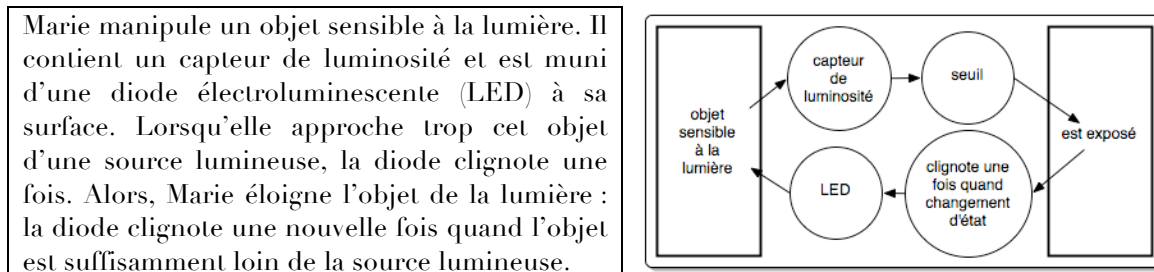 Marie manipule un objet sensible à la lumière. Il
contient un capteur de luminosité et est muni
d'une diode électroluminescente (LED) à sa
surface. Lorsqu'elle approche trop cet objet
d'une source lumineuse, la diode clignote une
fois. Alors, Marie éloigne l'objet de la lumière :
la diode clignote une nouvelle fois quand l'objet
est suffisamment loin de la source lumineuse.
objet
sensible
à la
lumière
capteur
de
luminosité
seuil
est exposé
clignote une
fois quand
changement
d'état
LED